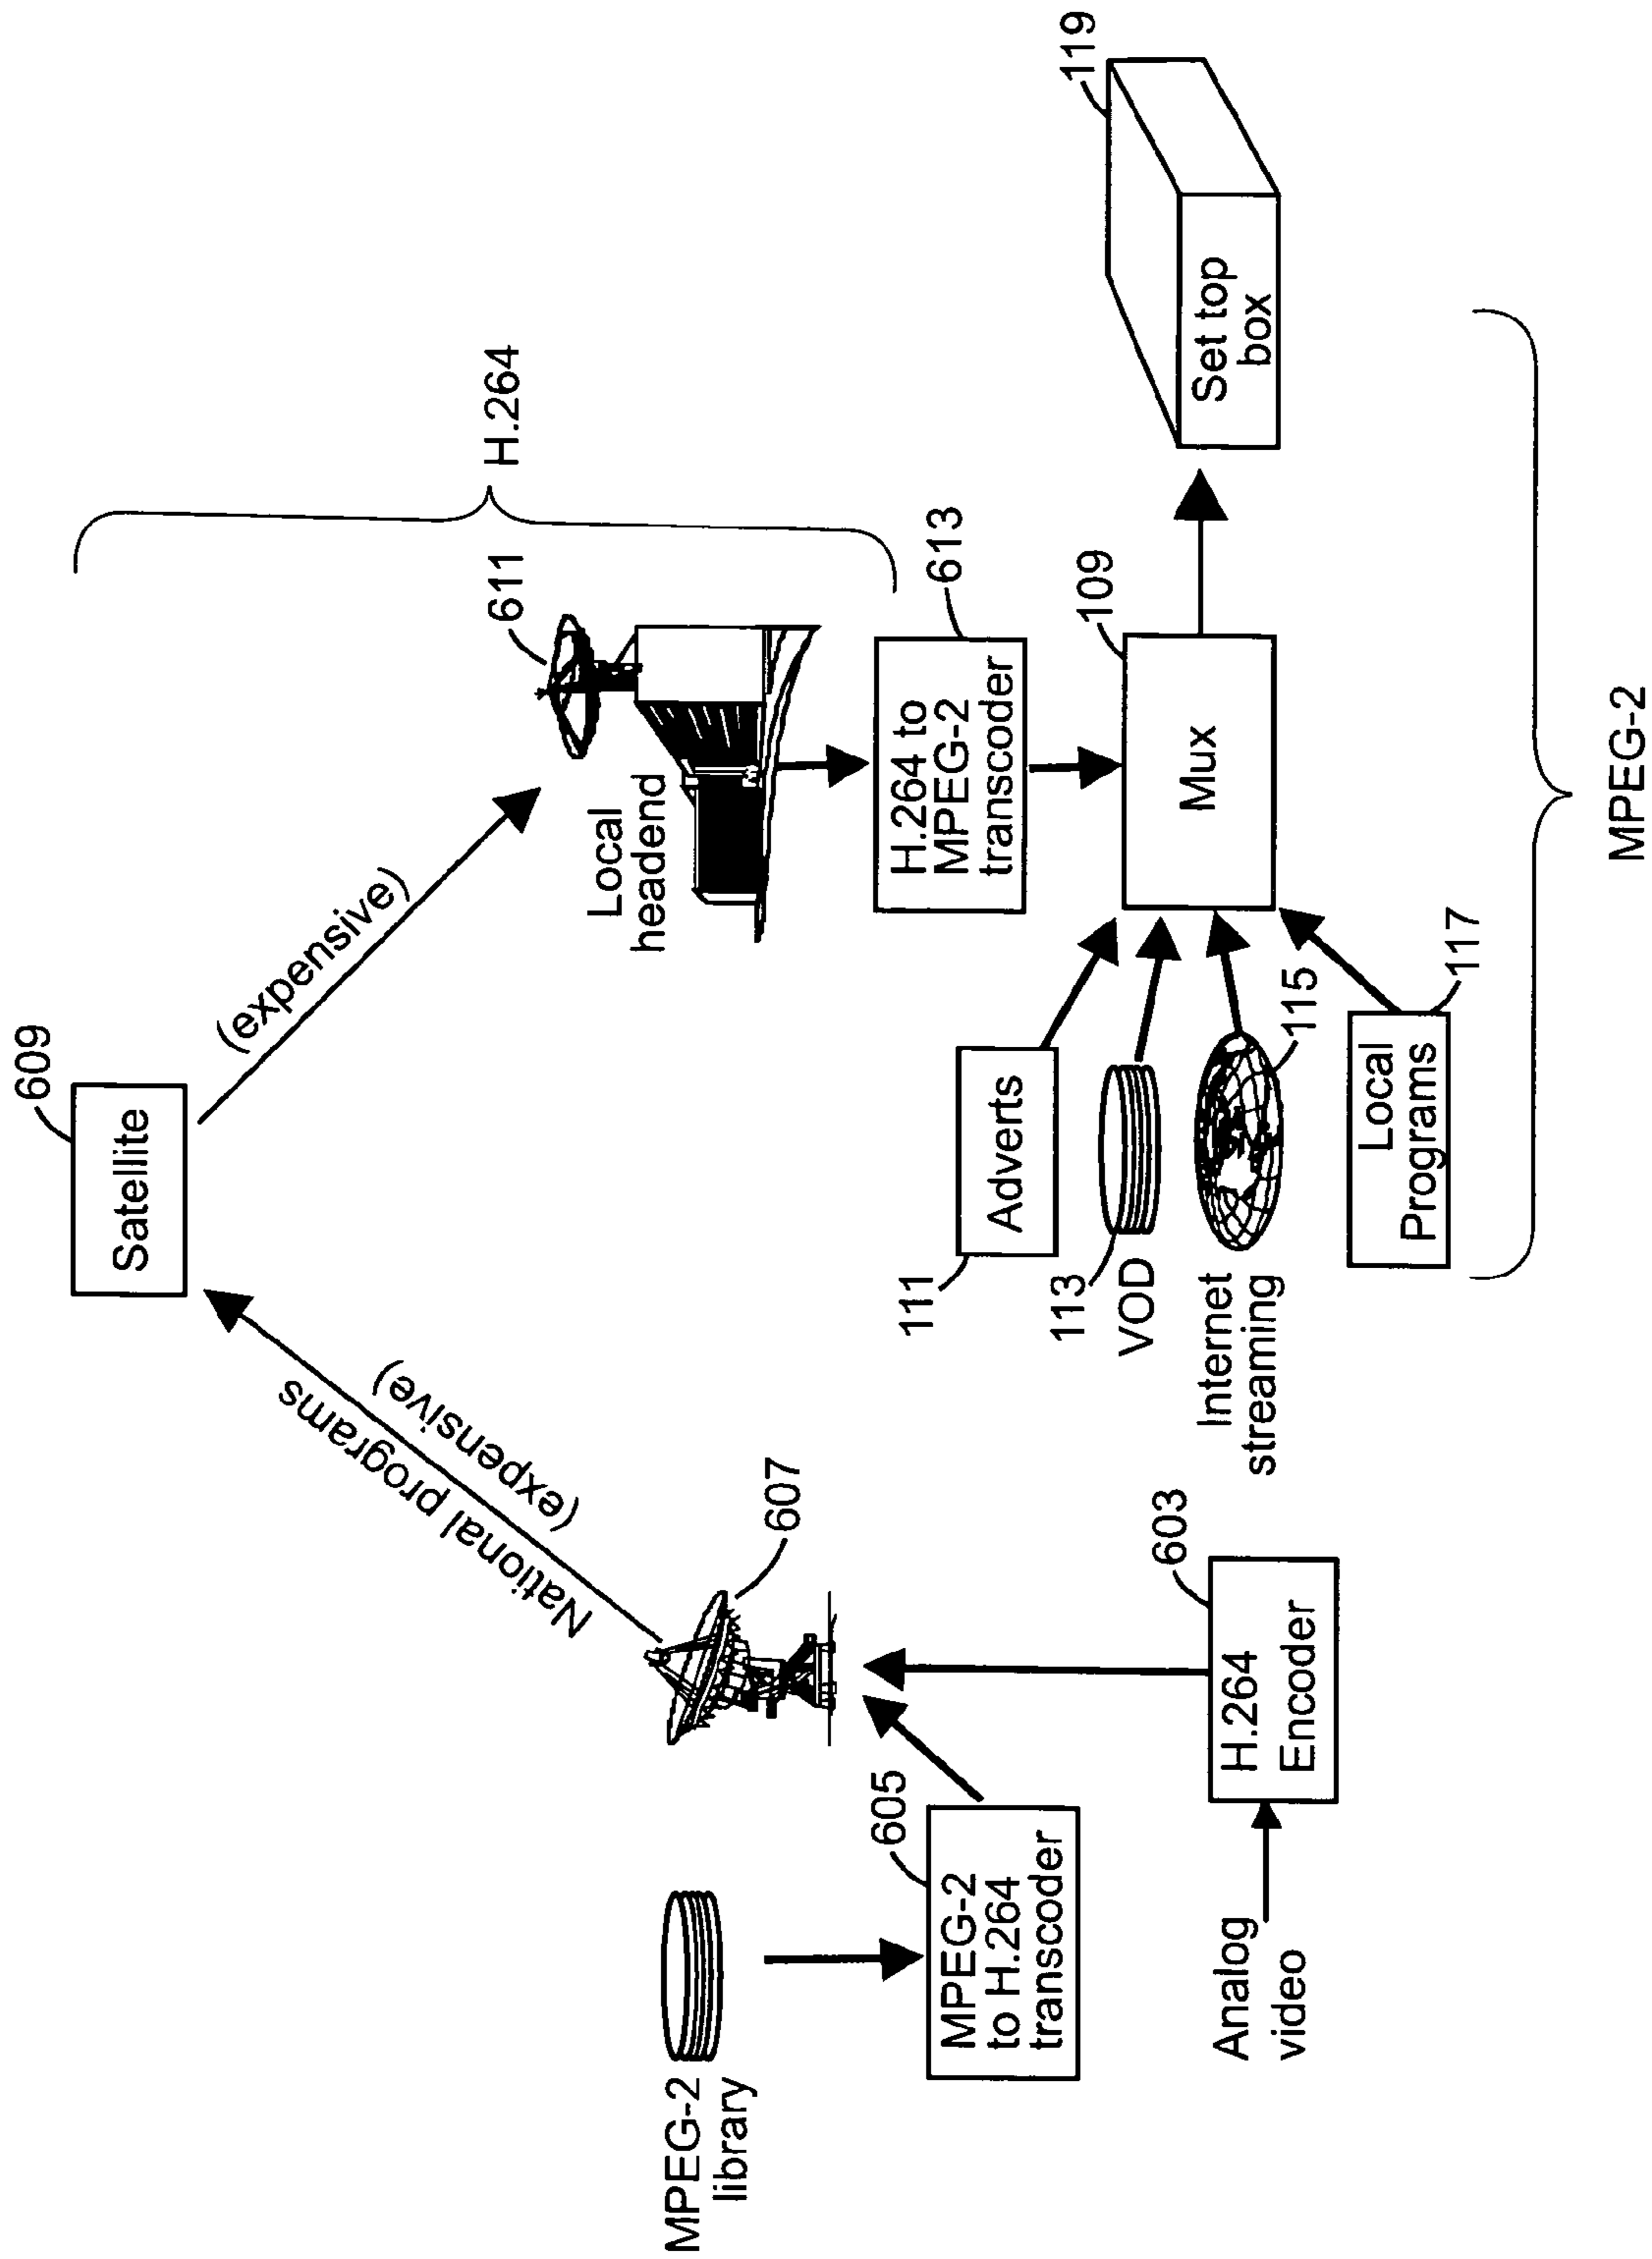 609
Satellite
National programs
(expensive)
(expensive)
H.264
611
Local
headend
607
MPEG-2
library
605
MPEG-2
to H.264
transcoder
Analog
video
603
H.264
Encoder
613
H.264 to
MPEG-2
transcoder
111
Adverts
113
VOD
Internet
streaming
115
Local
Programs
117
109
Mux
119
Set top
box
MPEG-2